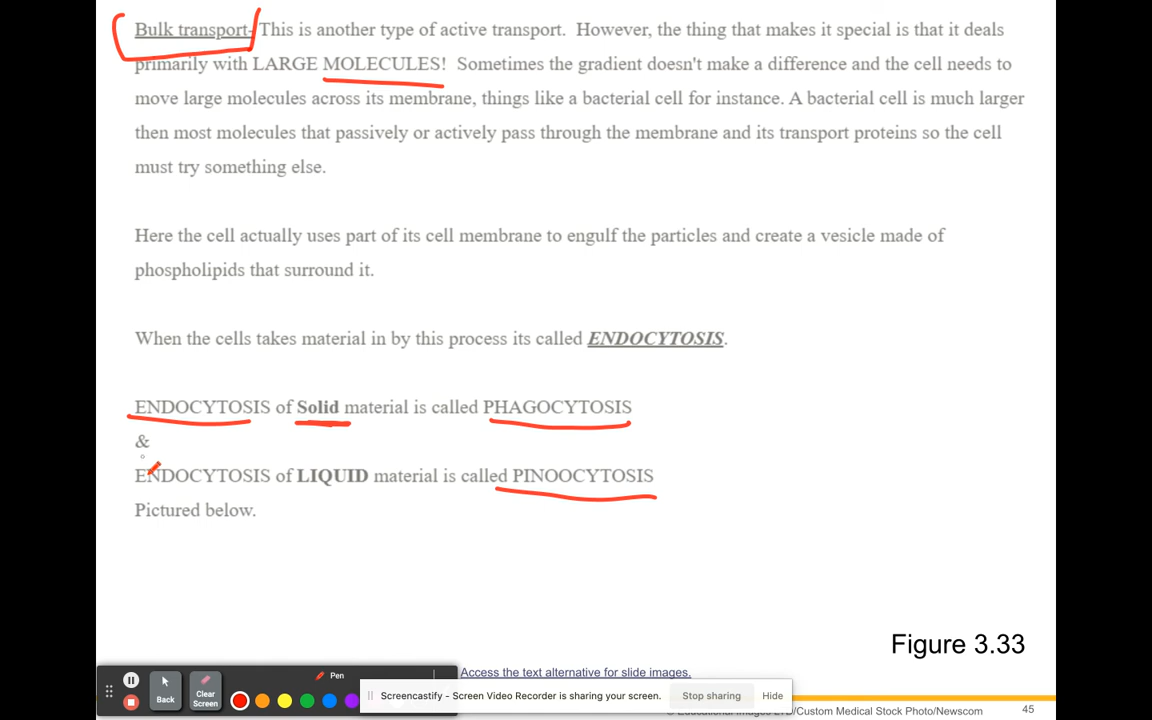 Bulk transport- This is another type of active transport. However, the thing that makes it special is that it deals
primarily with LARGE MOLECULES! Sometimes the gradient doesn't make a difference and the cell needs to
move large molecules across its membrane, things like a bacterial cell for instance. A bacterial cell is much larger
then most molecules that passively or actively pass through the membrane and its transport proteins so the cell
must try something else.
Here the cell actually uses part of its cell membrane to engulf the particles and create a vesicle made of
phospholipids that surround it.
When the cells takes material in by this process its called ENDOCYTOSIS.
ENDOCYTOSIS of Solid material is called PHAGOCYTOSIS
&
ENDOCYTOSIS of LIQUID material is called PINOOCYTOSIS
Pictured below.
Figure 3.33
Access the text alternative for slide images.
Pen
Back
Clear
Screen
Screencastify - Screen Video Recorder is sharing your screen.
Stop sharing
Hide
/Custom Medical Stock Photo/Newscom
45